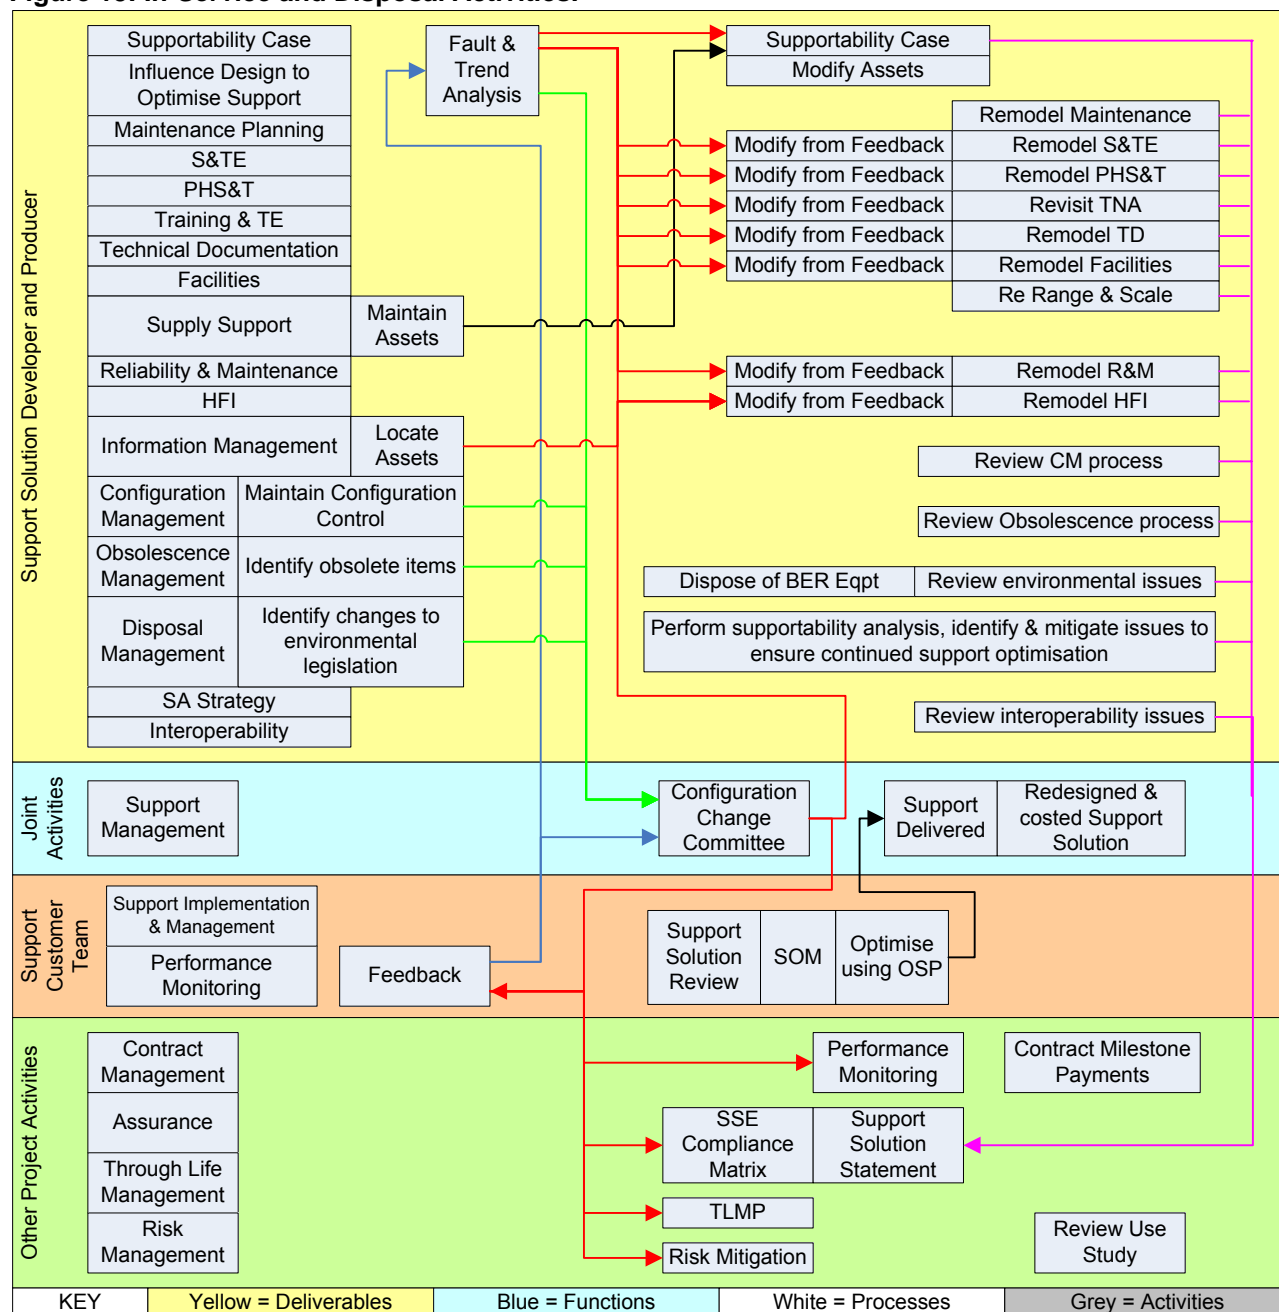 Figure 13: In-Service and Disposal Activities.
Support Solution Developer and Producer
Supportability Case
Influence Design to
Optimise Support
Maintenance Planning
S&TE
PHS&T
Training & TE
Technical Documentation
Facilities
Supply Support
Maintain
Assets
Reliability & Maintenance
HFI
Information Management
Locate
Assets
Configuration
Management
Maintain Configuration
Control
Obsolescence
Management
Identify obsolete items
Disposal
Management
Identify changes to
environmental
legislation
SA Strategy
Interoperability
Fault &
Trend
Analysis
Supportability Case
Modify Assets
Remodel Maintenance
Modify from Feedback
Remodel S&TE
Modify from Feedback
Remodel PHS&T
Modify from Feedback
Revisit TNA
Modify from Feedback
Remodel TD
Modify from Feedback
Remodel Facilities
Re Range & Scale
Modify from Feedback
Remodel R&M
Modify from Feedback
Remodel HFI
Review CM process
Review Obsolescence process
Dispose of BER Eqpt
Review environmental issues
Perform supportability analysis, identify & mitigate issues to
ensure continued support optimisation
Review interoperability issues
Joint
Activities
Support
Management
Configuration
Change
Committee
Support
Delivered
Redesigned &
costed Support
Solution
Support
Customer
Team
Support Implementation
& Management
Performance
Monitoring
Feedback
Support
Solution
Review
SOM
Optimise
using OSP
Other Project Activities
Contract
Management
Assurance
Through Life
Management
Risk
Management
Performance
Monitoring
Contract Milestone
Payments
SSE
Compliance
Matrix
Support
Solution
Statement
TLMP
Risk Mitigation
Review Use
Study
KEY
Yellow = Deliverables
Blue = Functions
White = Processes
Grey = Activities